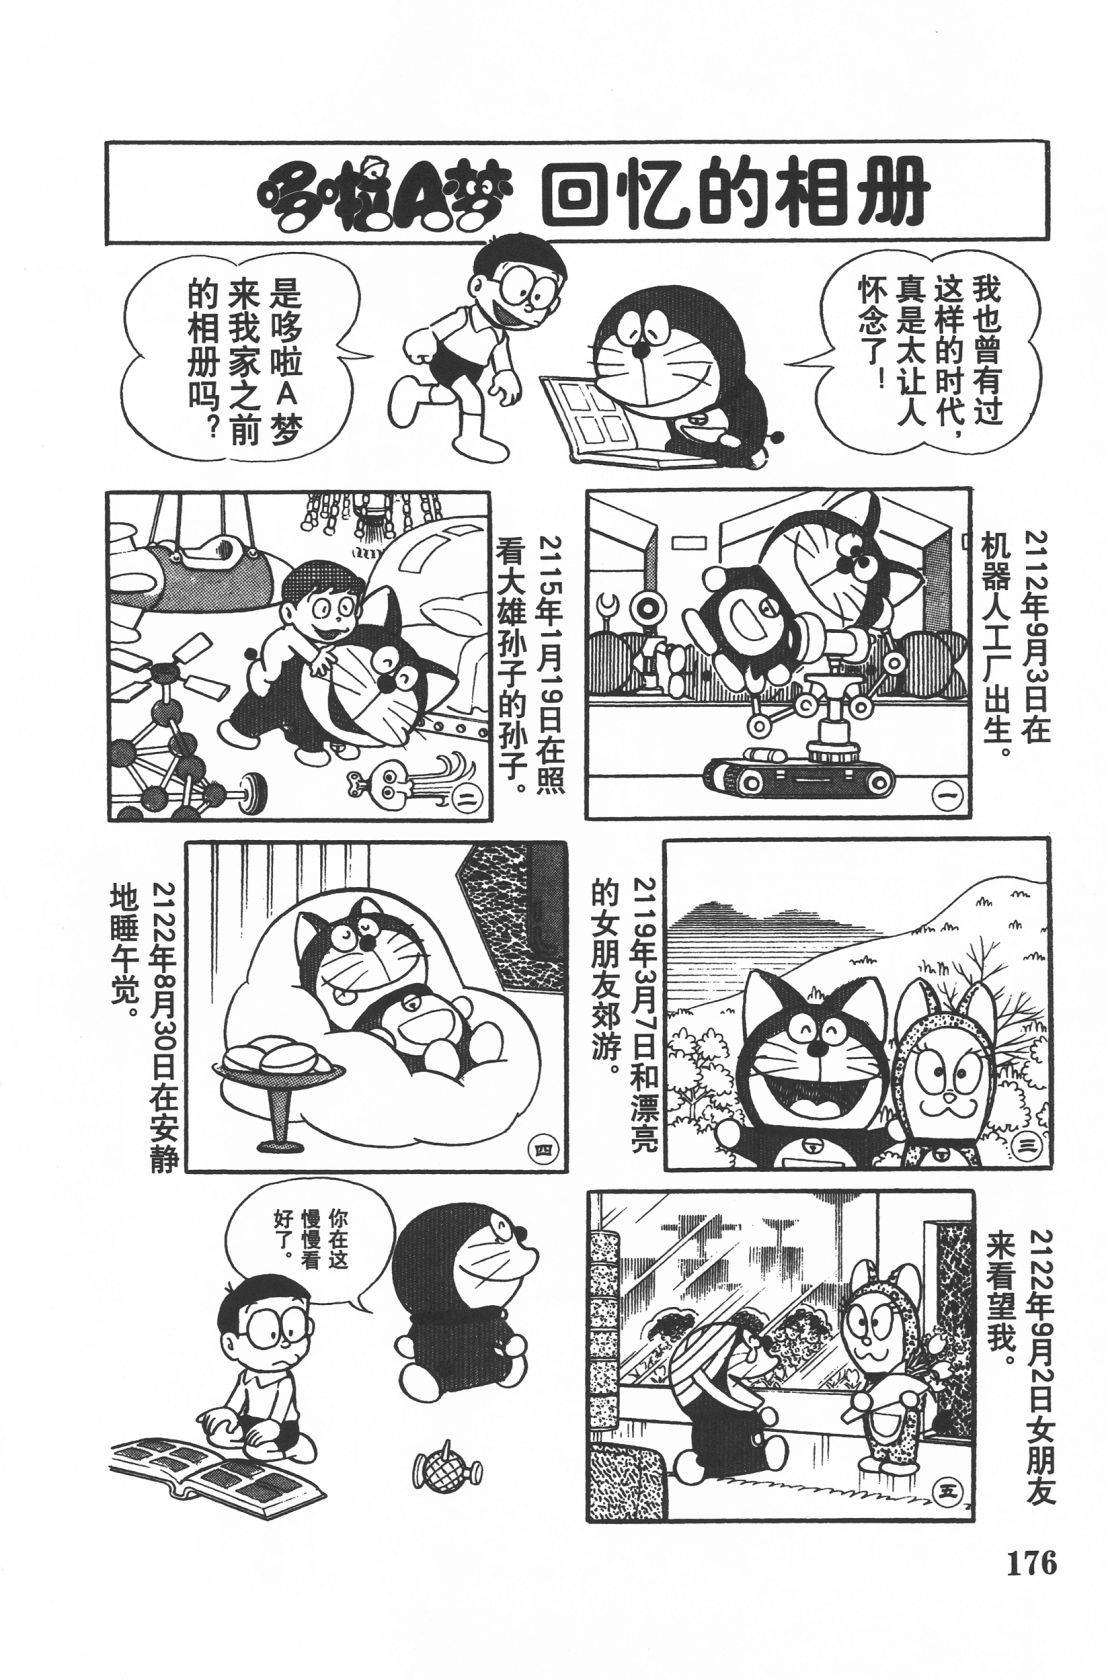 哆啦A梦 回忆的相册
我也曾有过
这样的时代，
真是太让人
怀念了！
是哆啦A梦
来我家之前
的相册吗？
2112年9月3日在
机器人工厂出生。
一
2115年1月19日在照
看大雄孙子的孙子。
二
2119年3月7日和漂亮
的女朋友郊游。
三
2122年8月30日在安静
地睡午觉。
四
2122年9月2日女朋友
来看望我。
五
你在这
慢慢看
好了。
176